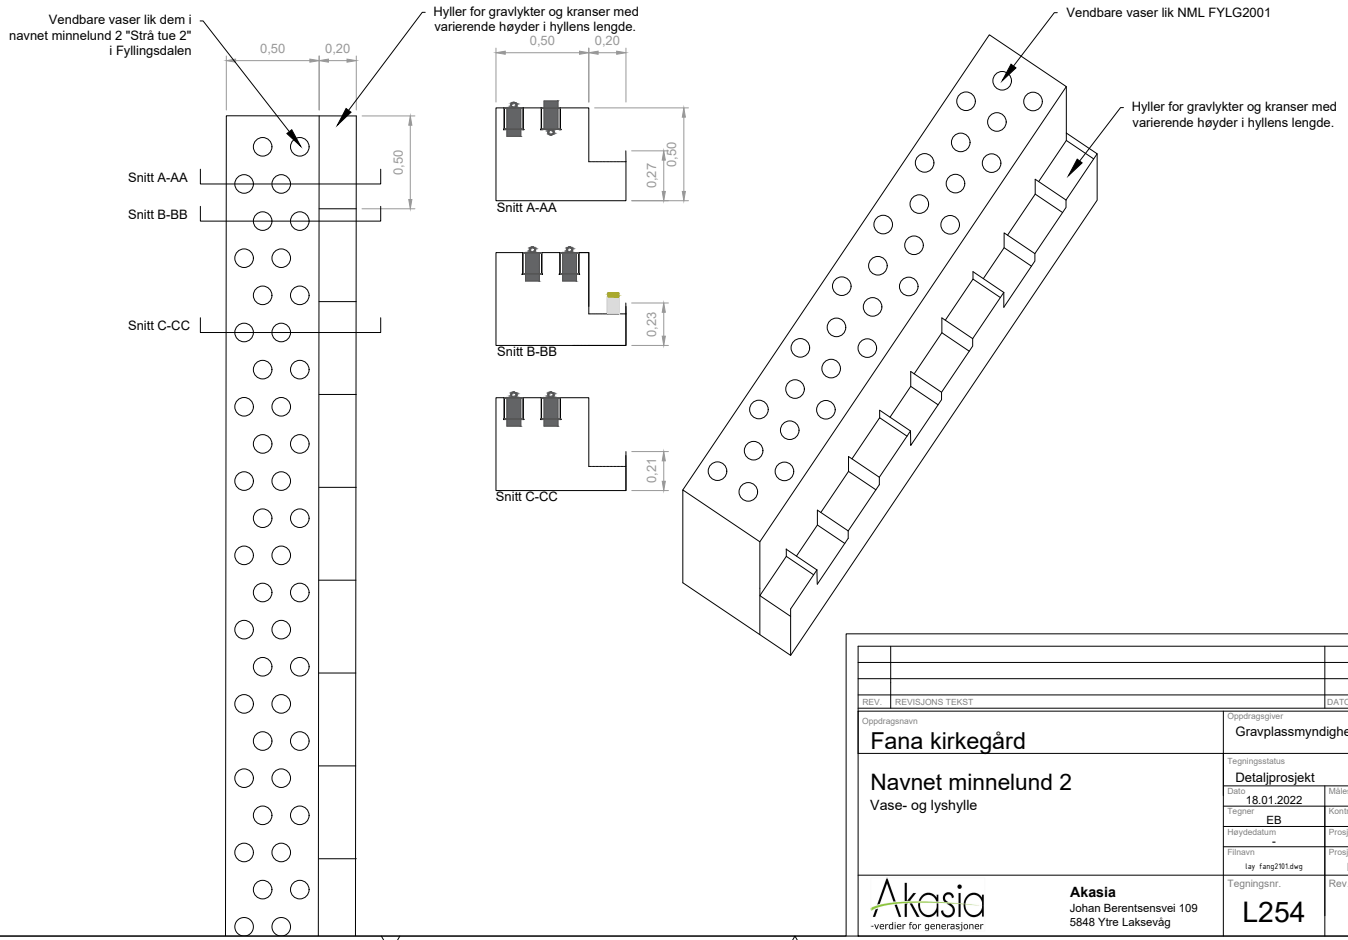 Vendbare vaser lik dem i
navnet minnelund 2 "Strå tue 2"
i Fyllingsdalen
Hyller for gravlykter og kranser med
varierende høyder i hyllens lengde.
0,50
0,20
0,50
Snitt A-AA
Snitt B-BB
Snitt C-CC
0,50
0,20
0,27
0,50
Snitt A-AA
0,23
Snitt B-BB
0,21
Snitt C-CC
Vendbare vaser lik NML FYLG2001
Hyller for gravlykter og kranser med
varierende høyder i hyllens lengde.
REV.
REVISJONS TEKST
Oppdragsnavn
Fana kirkegård
Navnet minnelund 2
Vase- og lyshylle
Oppdragsgiver
Tegningsstatus
Detaljprosjekt
Dato
18.01.2022
Tegner
EB
Høydedatum
-
Filnavn
lay fang2101.dwg
Akasia
-verdier for generasjoner
Akasia
Johan Berentsensvei 109
5848 Ytre Laksevåg
Tegningsnr.
L254
Rev